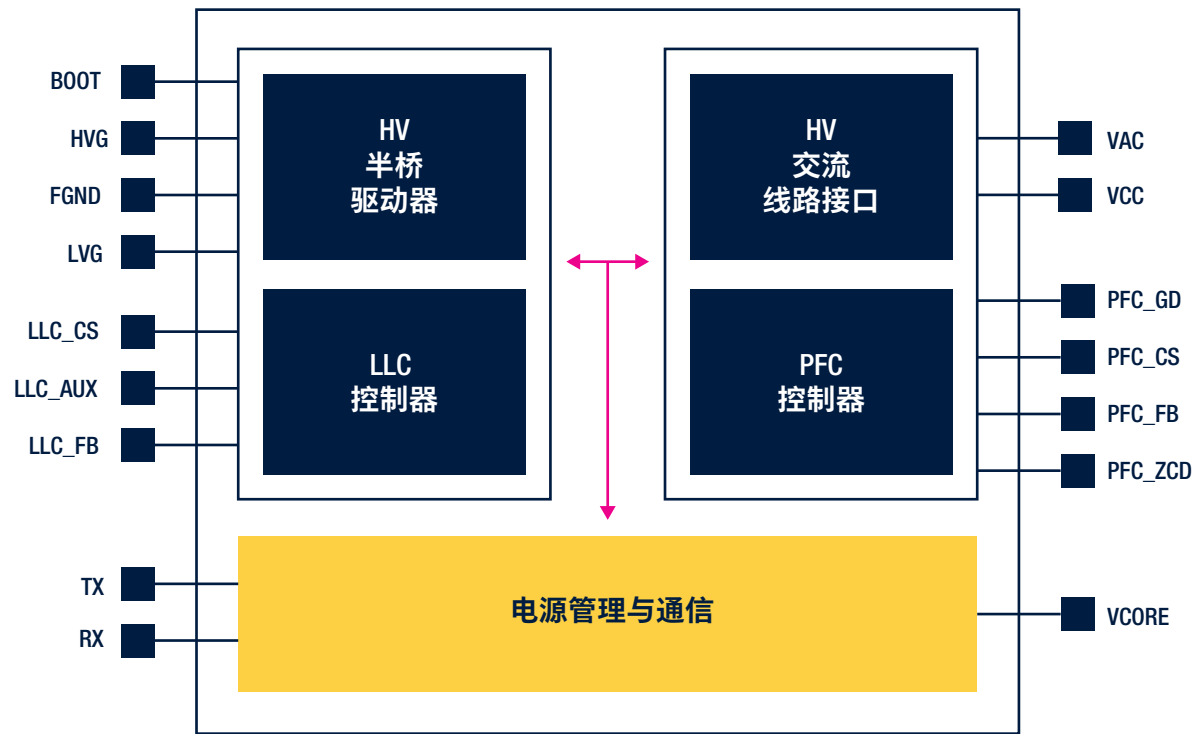 BOOT
HVG
FGND
LVG
LLC_CS
LLC_AUX
LLC_FB
TX
RX
HV
半桥
驱动器
LLC
控制器
HV
交流
线路接口
PFC
控制器
电源管理与通信
VAC
VCC
PFC_GD
PFC_CS
PFC_FB
PFC_ZCD
VCORE